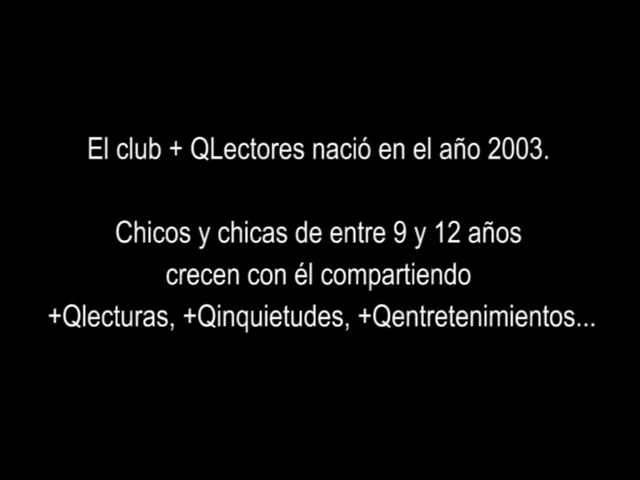 El club + QLectores nació en el año 2003.
Chicos y chicas de entre 9 y 12 años
crecen con él compartiendo
+Qlecturas, +Qinquietudes, +Qentretenimientos...